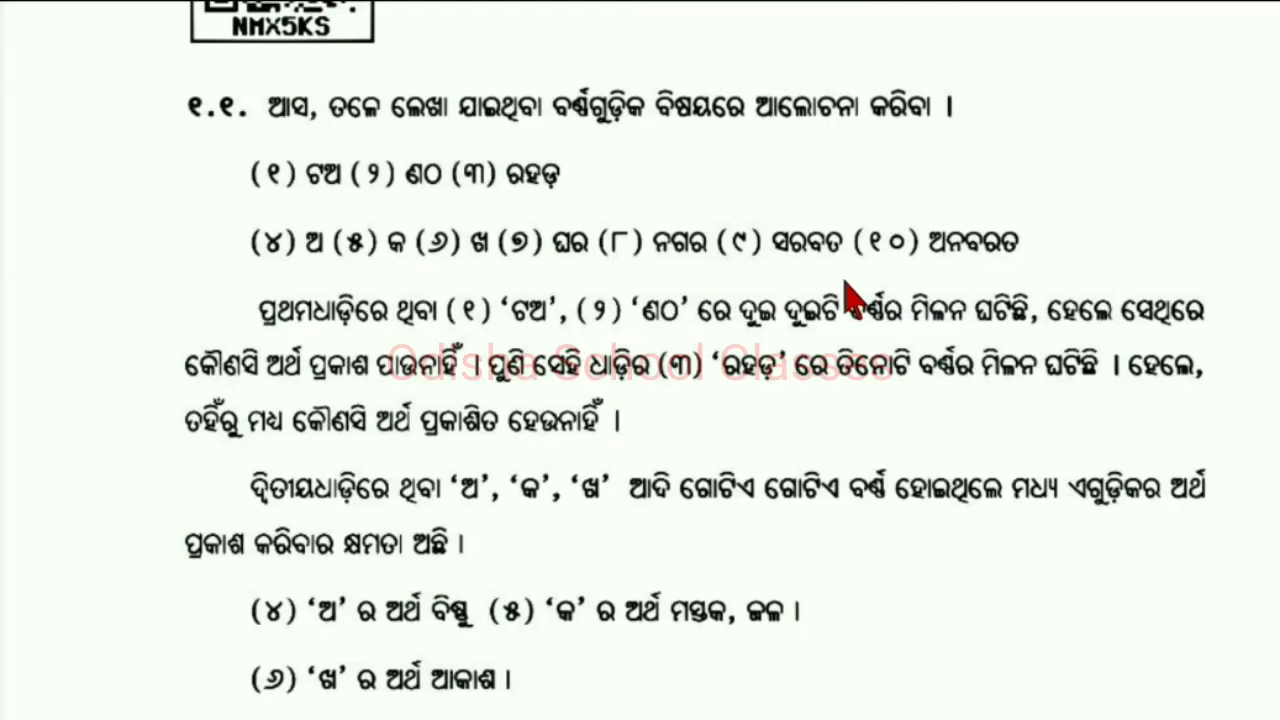 NMX5KS
୧.୧. ଆସ, ତଳେ ଲେଖା ଯାଇଥିବା ବର୍ଣ୍ଣଗୁଡ଼ିକ ବିଷୟରେ ଆଲୋଚନା କରିବା ।
(୧) ଟଅ (୨) ଣଠ (୩) ରହଡ଼
(୪) ଅ (୫) କ (୬) ଖ (୭) ଘର (୮) ନଗର (୯) ସରବତ (୧୦) ଅନବରତ
ପ୍ରଥମଧାଡ଼ିରେ ଥିବା (୧) ‘ଟଅ’, (୨) ‘ଣଠ’ ରେ ଦୁଇ ଦୁଇଟି ବର୍ଣ୍ଣର ମିଳନ ଘଟିଛି, ହେଲେ ସେଥିରେ
କୌଣସି ଅର୍ଥ ପ୍ରକାଶ ପାଉନାହିଁ । ପୁଣି ସେହି ଧାଡ଼ିର (୩) ‘ରହଡ଼’ ରେ ତିନୋଟି ବର୍ଣ୍ଣର ମିଳନ ଘଟିଛି । ହେଲେ,
Odisha School Classes
ତହିଁରୁ ମଧ୍ୟ କୌଣସି ଅର୍ଥ ପ୍ରକାଶିତ ହେଉନାହିଁ ।
ଦ୍ୱିତୀୟଧାଡ଼ିରେ ଥିବା ‘ଅ’, ‘କ’, ‘ଖ’ ଆଦି ଗୋଟିଏ ଗୋଟିଏ ବର୍ଣ୍ଣ ହୋଇଥିଲେ ମଧ୍ୟ ଏଗୁଡ଼ିକର ଅର୍ଥ
ପ୍ରକାଶ କରିବାର କ୍ଷମତା ଅଛି ।
(୪) ‘ଅ’ ର ଅର୍ଥ ବିଷ୍ଣୁ (୫) ‘କ’ ର ଅର୍ଥ ମସ୍ତକ, ଜଳ ।
(୬) ‘ଖ’ ର ଅର୍ଥ ଆକାଶ ।